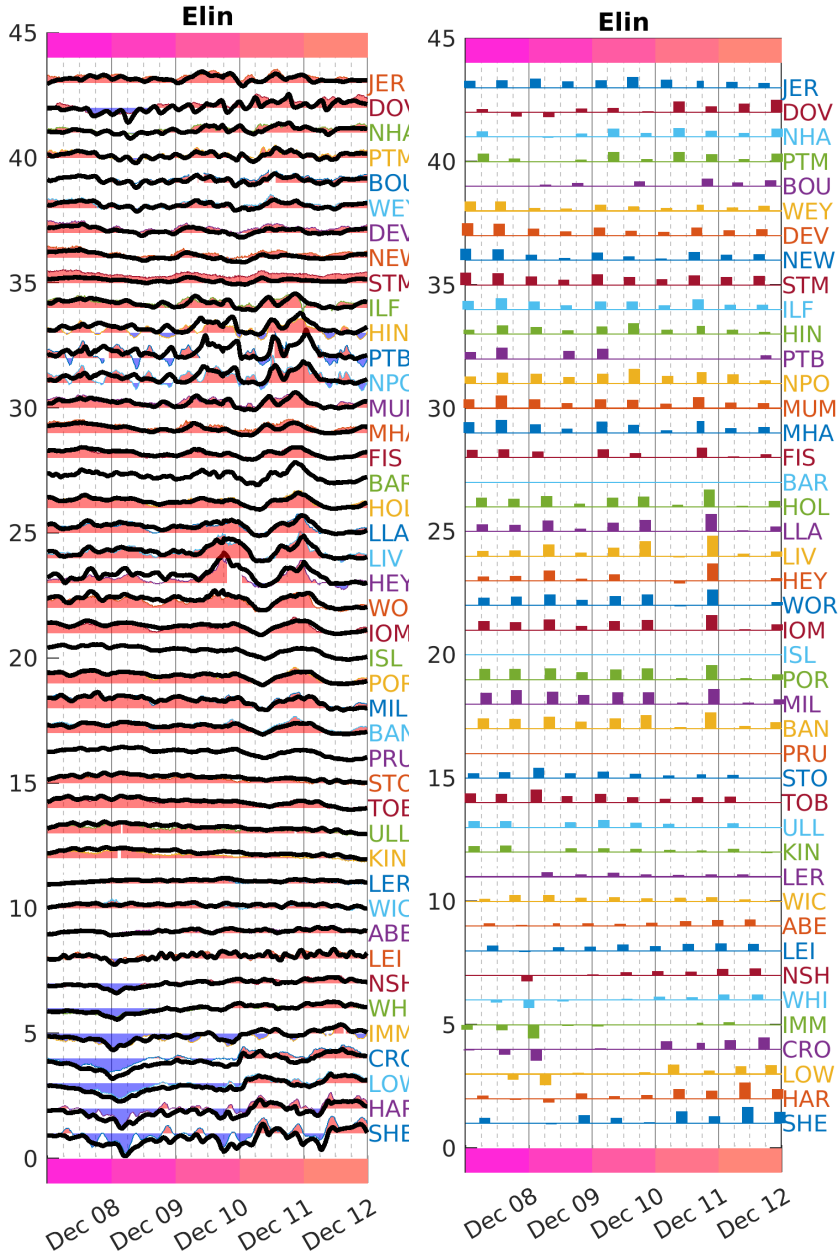 Elin
45
40
35
30
25
20
15
10
5
0
JER
DOV
NHA
PTM
BOU
WEY
DEV
NEW
STM
ILF
HIN
PTB
NPO
MUI
MHA
FIS
BAR
HOL
LLA
LIV
HEY
WO
IOM
ISL
POR
MIL
BAN
PRU
STO
TOB
ULL
KIN
LER
WIC
ABE
LEI
NSH
WH
IMM
CRO
LOW
HAR
SHE
Dec 08
Dec 09
Dec 10
Dec 11
Dec 12
Elin
45
40
35
30
25
20
15
10
5
0
JER
DOV
NHA
PTM
BOU
WEY
DEV
NEW
STM
ILF
HIN
PTB
NPO
MUM
MHA
FIS
BAR
HOL
LLA
LIV
HEY
WOR
IOM
ISL
POR
MIL
BAN
PRU
STO
TOB
ULL
KIN
LER
WIC
ABE
LEI
NSH
WHI
IMM
CRO
LOW
HAR
SHE
Dec 08
Dec 09
Dec 10
Dec 11
Dec 12